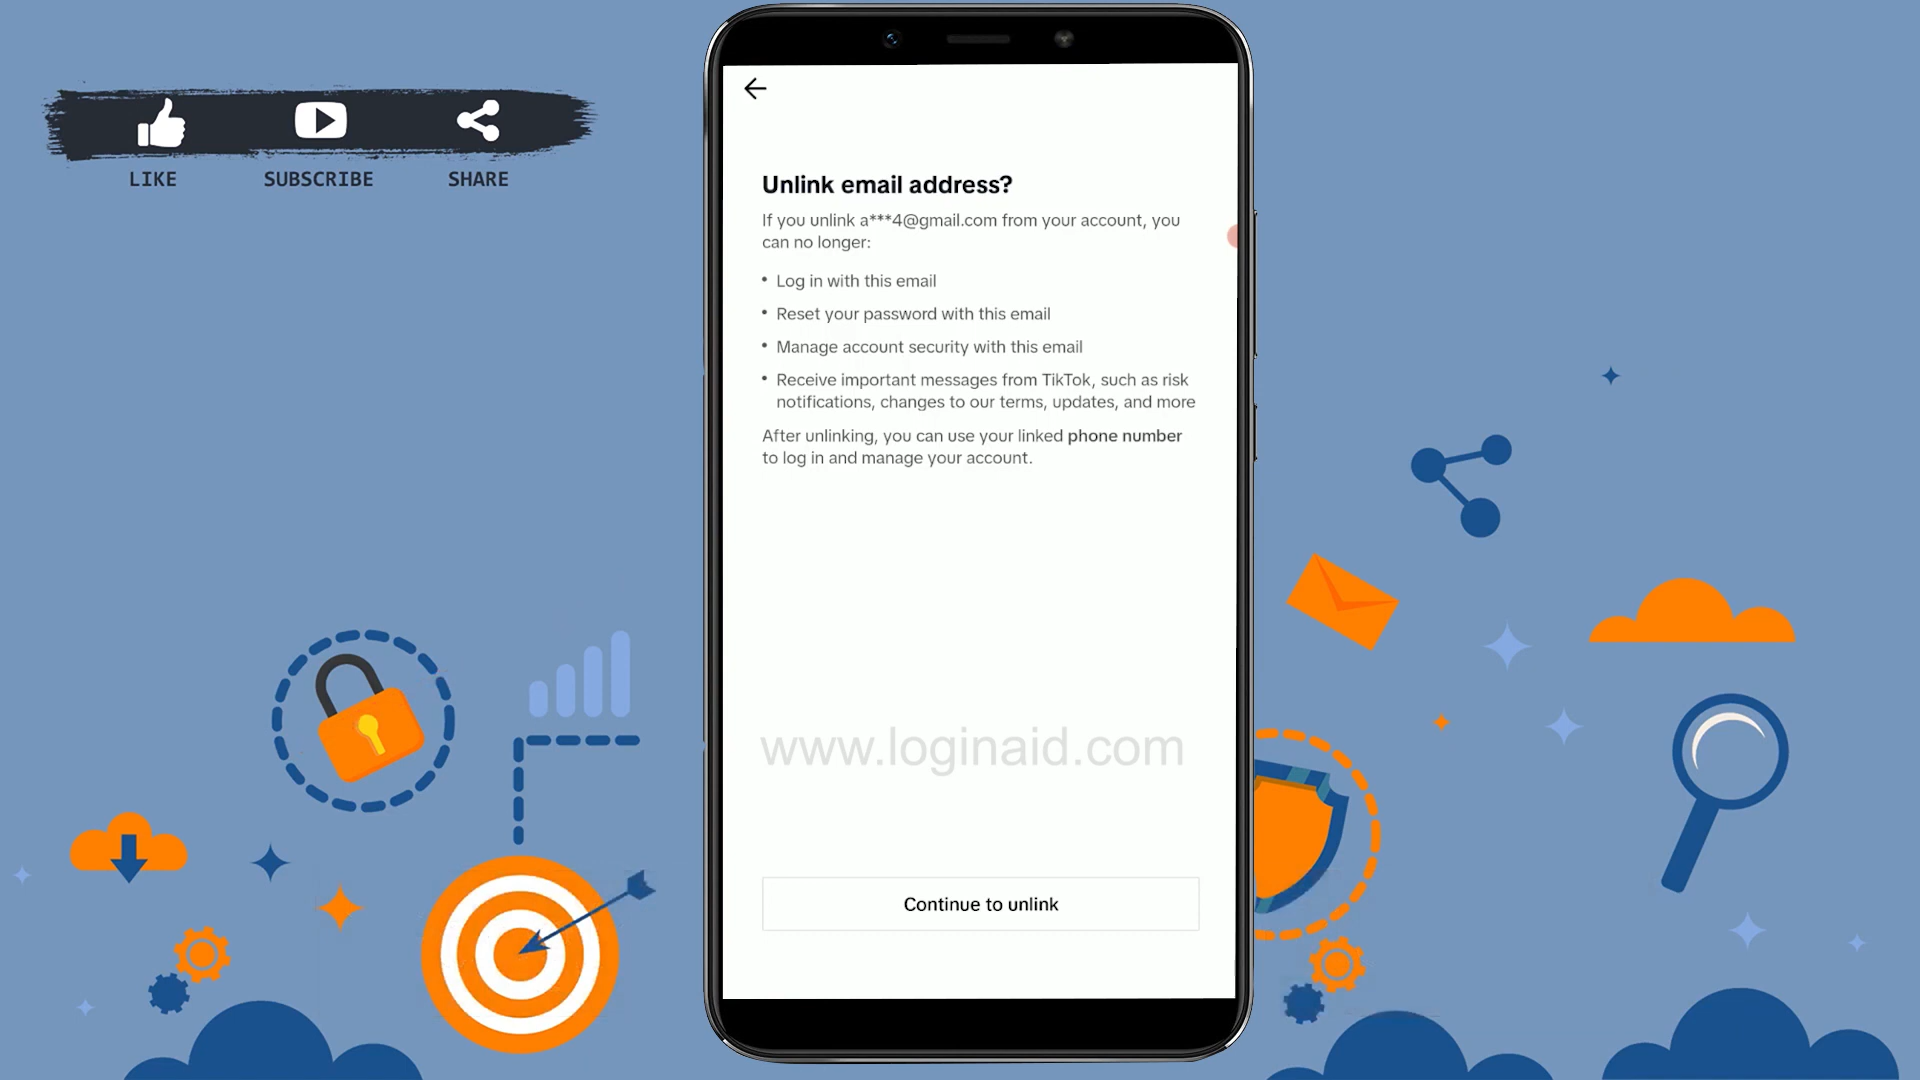 LIKE SUBSCRIBE SHARE
Unlink email address?
If you unlink a***4@gmail.com from your account, you
can no longer:
• Log in with this email
• Reset your password with this email
• Manage account security with this email
• Receive important messages from TikTok, such as risk
notifications, changes to our terms, updates, and more
After unlinking, you can use your linked phone number
to log in and manage your account.
www.loginaid.com
Continue to unlink